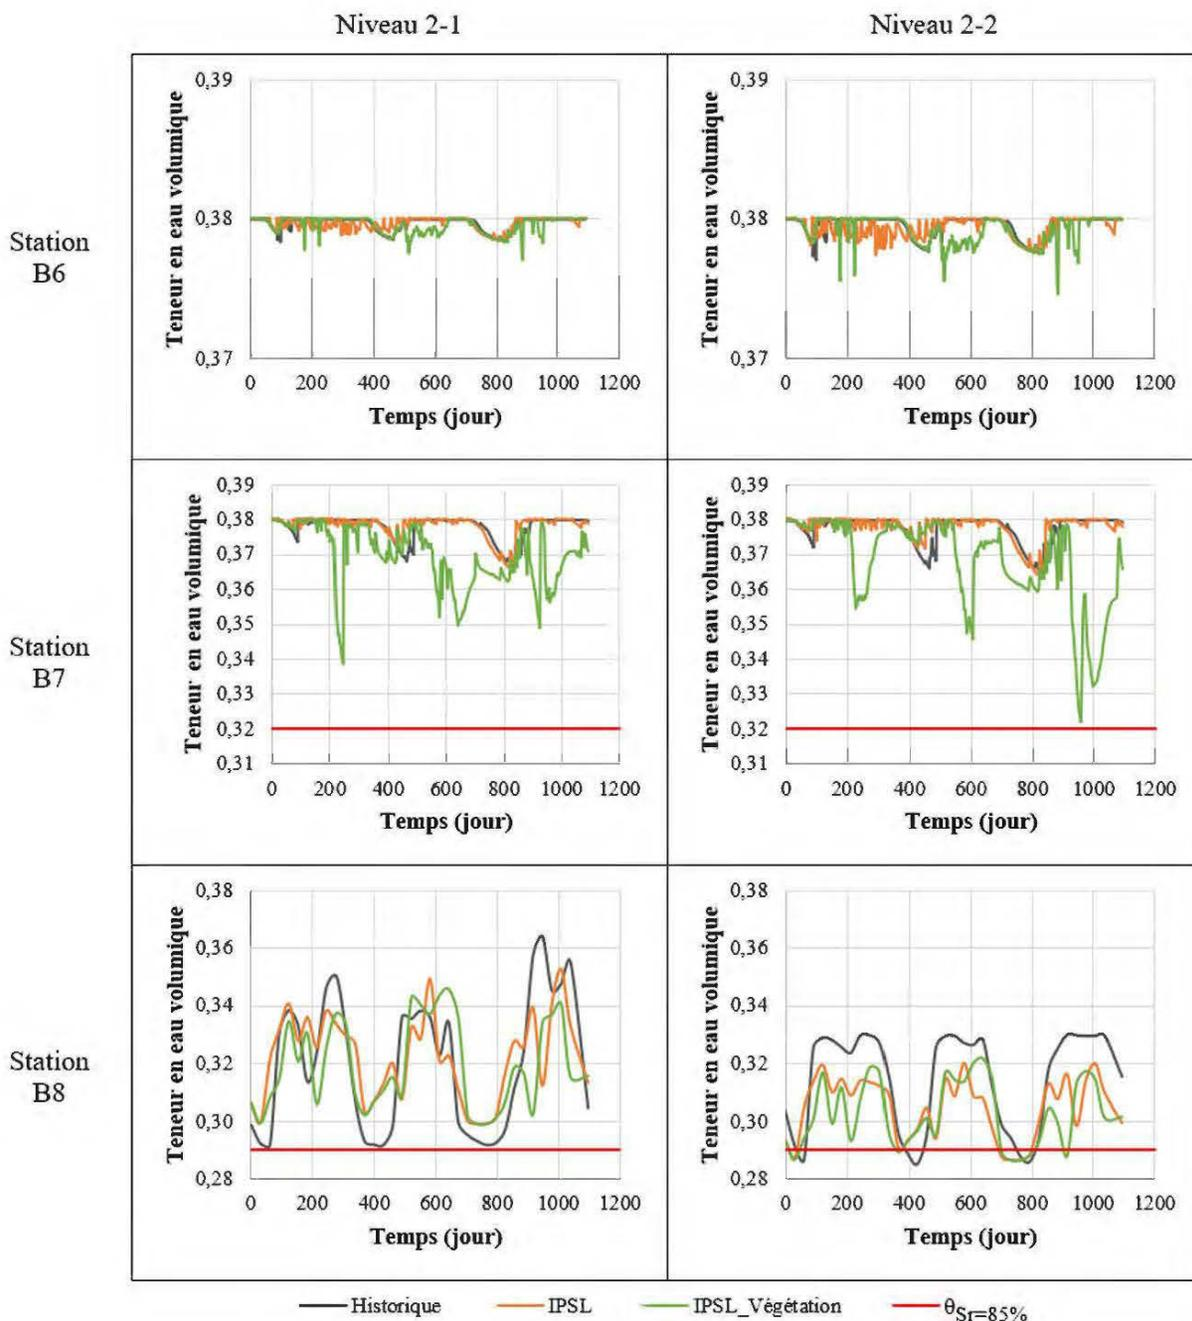 Niveau 2-1
Niveau 2-2
Station
B6
Teneur en eau volumique
0,39
0,38
0,37
0 200 400 600 800 1000 1200
Temps (jour)
Teneur en eau volumique
0,39
0,38
0,37
0 200 400 600 800 1000 1200
Temps (jour)
Station
B7
Teneur en eau volumique
0,39
0,38
0,37
0,36
0,35
0,34
0,33
0,32
0,31
0 200 400 600 800 1000 1200
Temps (jour)
Teneur en eau volumique
0,39
0,38
0,37
0,36
0,35
0,34
0,33
0,32
0,31
0 200 400 600 800 1000 1200
Temps (jour)
Station
B8
Teneur en eau volumique
0,38
0,36
0,34
0,32
0,30
0,28
0 200 400 600 800 1000 1200
Temps (jour)
Teneur en eau volumique
0,38
0,36
0,34
0,32
0,30
0,28
0 200 400 600 800 1000 1200
Temps (jour)
Historique IPSL IPSL_Végétation θSr=85%